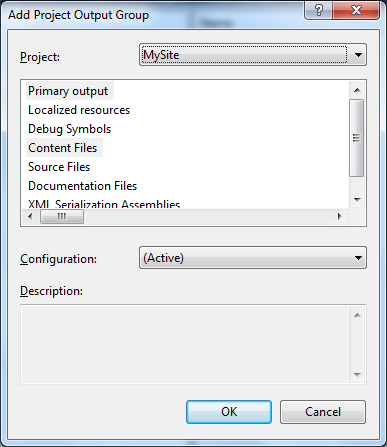 Add Project Output Group
Project: MySite
Primary output
Localized resources
Debug Symbols
Content Files
Source Files
Documentation Files
XML Serialization Assemblies
Configuration: (Active)
Description:
OK Cancel